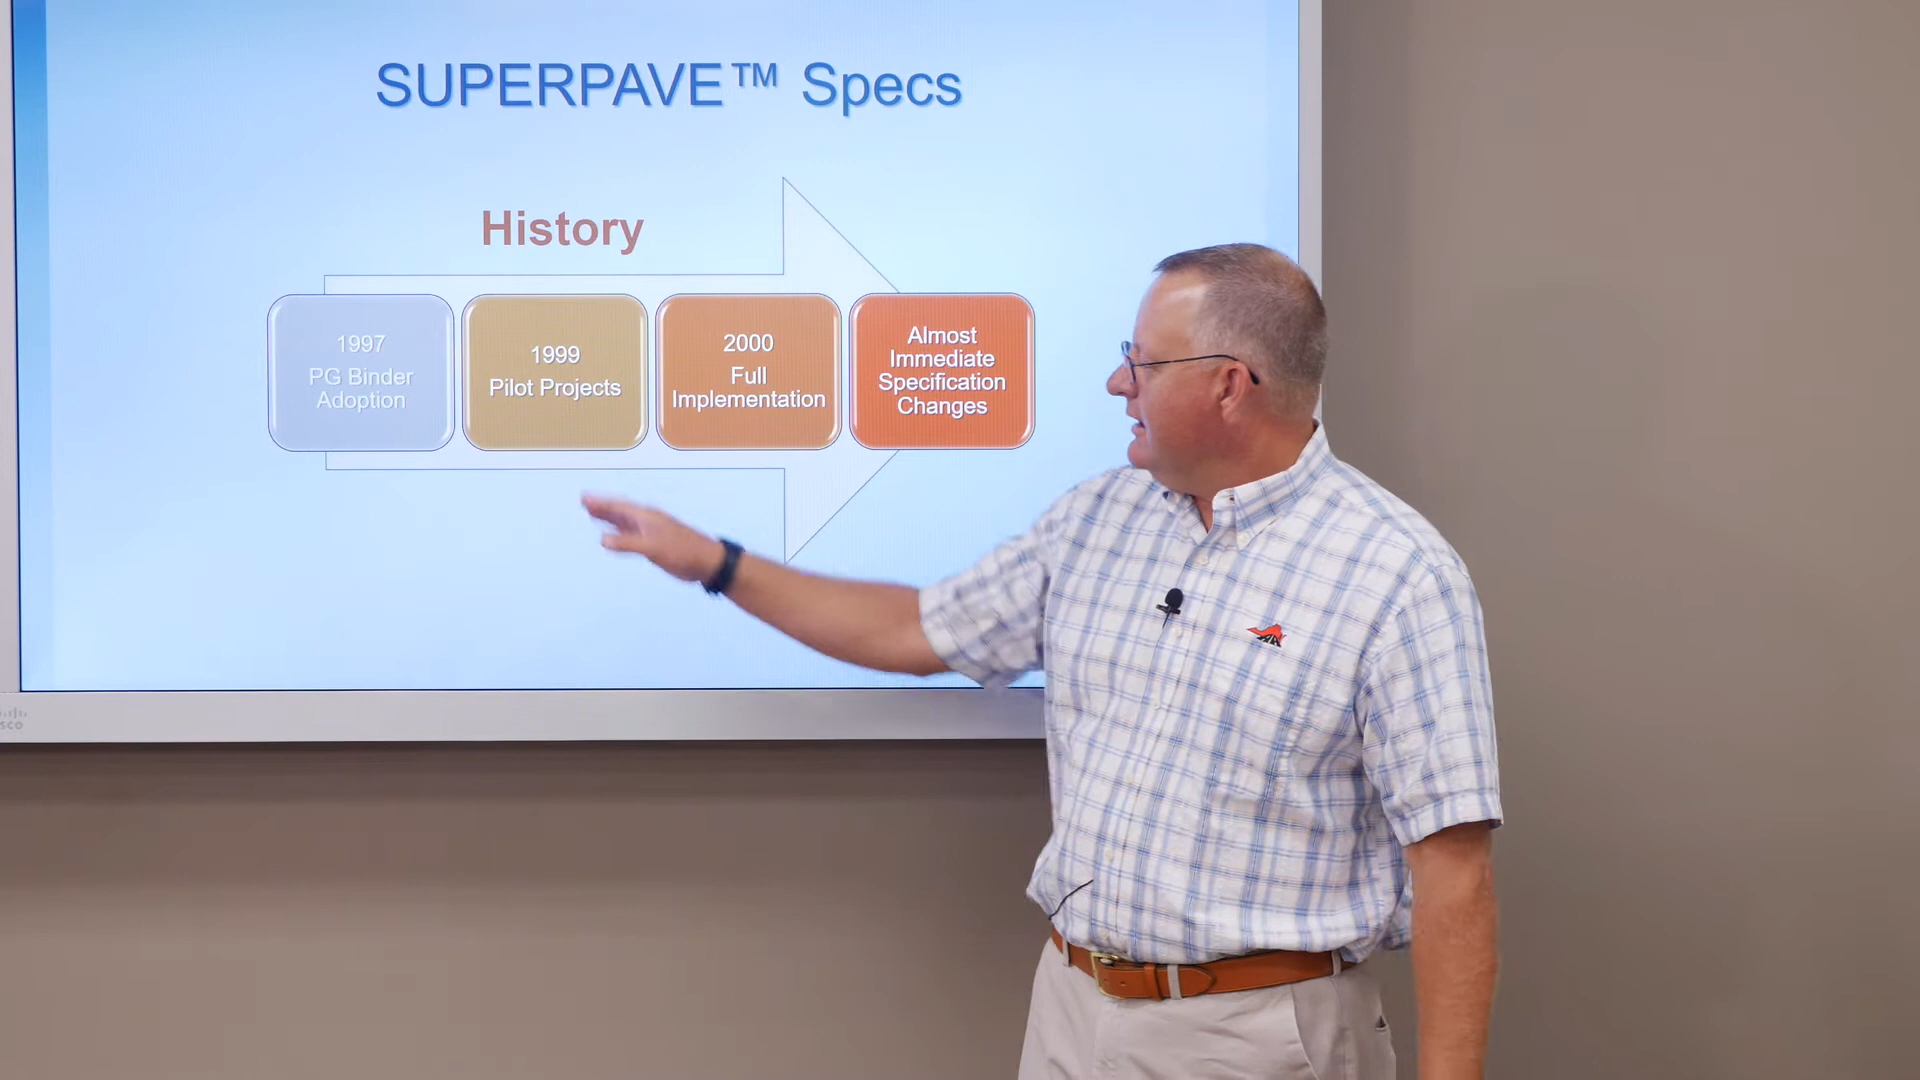 SUPERPAVE™ Specs
History
1997
PG Binder
Adoption
1999
Pilot Projects
2000
Full
Implementation
Almost
Immediate
Specification
Changes